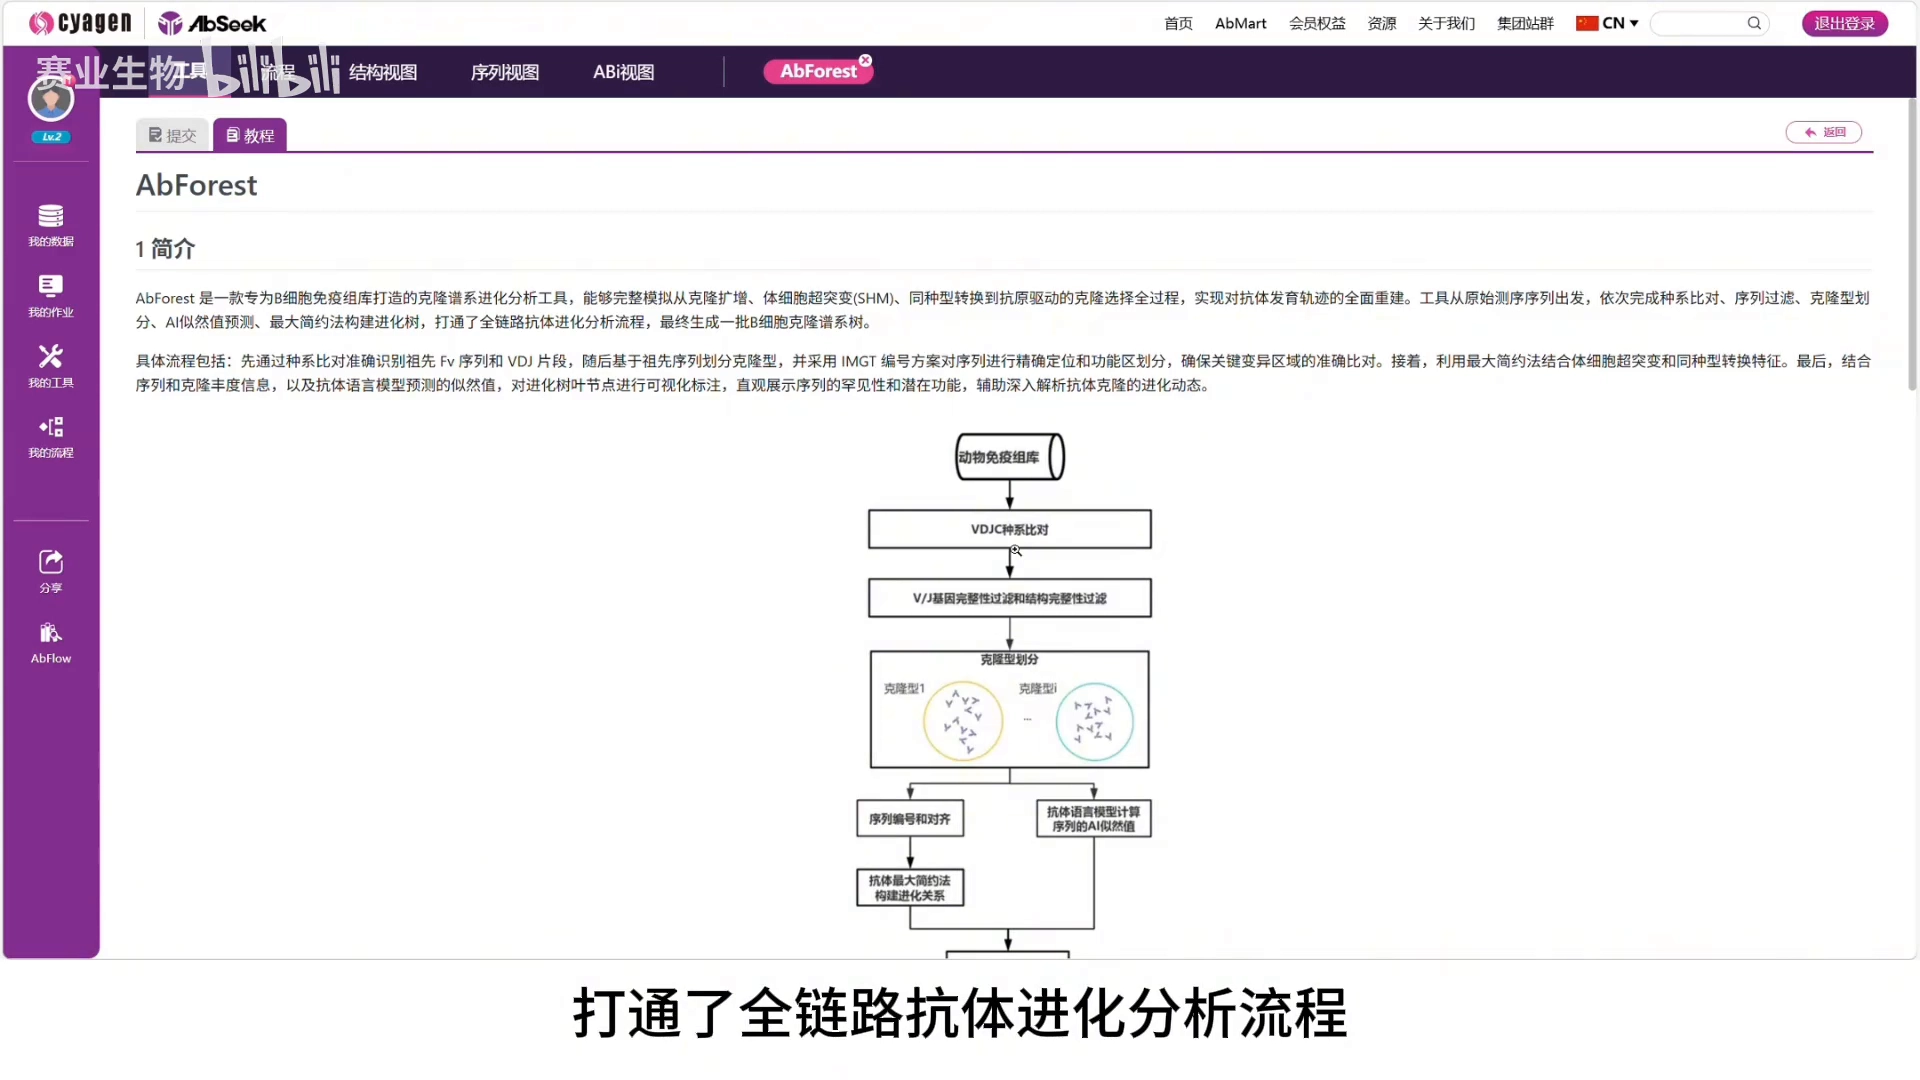 cyagen AbSeek 首页 AbMart 会员权益 资源 关于我们 集团站群 CN 退出登录
赛业生物 bilibili
工具 流程 结构视图 序列视图 ABi视图 AbForest
Lv.2
提交 教程 返回
AbForest
1 简介
AbForest 是一款专为B细胞免疫组库打造的克隆谱系进化分析工具，能够完整模拟从克隆扩增、体细胞超突变(SHM)、同种型转换到抗原驱动的克隆选择全过程，实现对抗体发育轨迹的全面重建。工具从原始测序序列出发，依次完成种系比对、序列过滤、克隆型划
分、AI似然值预测、最大简约法构建进化树，打通了全链路抗体进化分析流程，最终生成一批B细胞克隆谱系树。
具体流程包括：先通过种系比对准确识别祖先 Fv 序列和 VDJ 片段，随后基于祖先序列划分克隆型，并采用 IMGT 编号方案对序列进行精确定位和功能区划分，确保关键变异区域的准确比对。接着，利用最大简约法结合体细胞超突变和同种型转换特征。最后，结合
序列和克隆丰度信息，以及抗体语言模型预测的似然值，对进化树叶节点进行可视化标注，直观展示序列的罕见性和潜在功能，辅助深入解析抗体克隆的进化动态。
我的数据
我的作业
我的工具
我的流程
分享
AbFlow
动物免疫组库
VDJC种系比对
V/J基因完整性过滤和结构完整性过滤
克隆型划分
克隆型1 ... 克隆型i
序列编号和对齐
抗体语言模型计算
序列的AI似然值
抗体最大简约法
构建进化关系
打通了全链路抗体进化分析流程